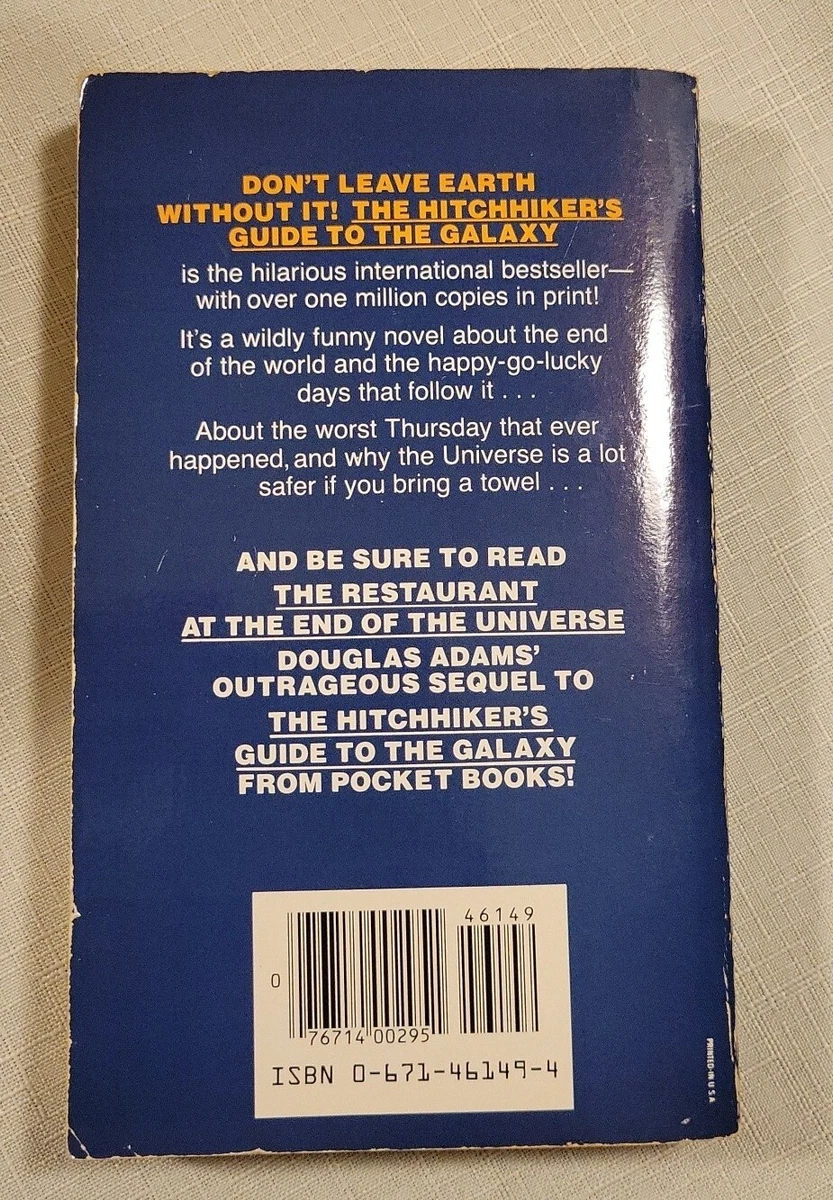 DON'T LEAVE EARTH
WITHOUT IT! THE HITCHHIKER'S
GUIDE TO THE GALAXY
is the hilarious international bestseller—
with over one million copies in print!
It's a wildly funny novel about the end
of the world and the happy-go-lucky
days that follow it . . .
About the worst Thursday that ever
happened, and why the Universe is a lot
safer if you bring a towel . . .
AND BE SURE TO READ
THE RESTAURANT
AT THE END OF THE UNIVERSE
DOUGLAS ADAMS'
OUTRAGEOUS SEQUEL TO
THE HITCHHIKER'S
GUIDE TO THE GALAXY
FROM POCKET BOOKS!
46149
0
76714 00295
ISBN 0-671-46149-4
PRINTED IN U.S.A.